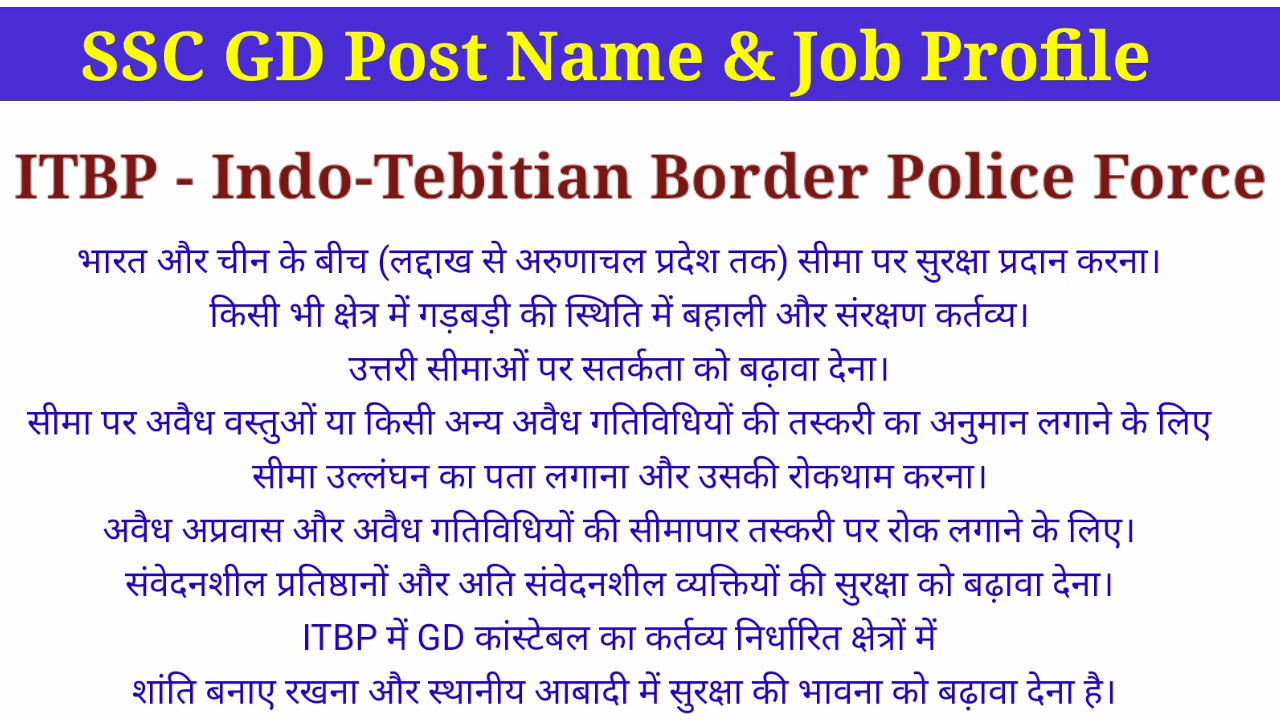 SSC GD Post Name & Job Profile
ITBP - Indo-Tebitian Border Police Force
भारत और चीन के बीच (लद्दाख से अरुणाचल प्रदेश तक) सीमा पर सुरक्षा प्रदान करना।
किसी भी क्षेत्र में गड़बड़ी की स्थिति में बहाली और संरक्षण कर्तव्य।
उत्तरी सीमाओं पर सतर्कता को बढ़ावा देना।
सीमा पर अवैध वस्तुओं या किसी अन्य अवैध गतिविधियों की तस्करी का अनुमान लगाने के लिए
सीमा उल्लंघन का पता लगाना और उसकी रोकथाम करना।
अवैध अप्रवास और अवैध गतिविधियों की सीमापार तस्करी पर रोक लगाने के लिए।
संवेदनशील प्रतिष्ठानों और अति संवेदनशील व्यक्तियों की सुरक्षा को बढ़ावा देना।
ITBP में GD कांस्टेबल का कर्तव्य निर्धारित क्षेत्रों में
शांति बनाए रखना और स्थानीय आबादी में सुरक्षा की भावना को बढ़ावा देना है।